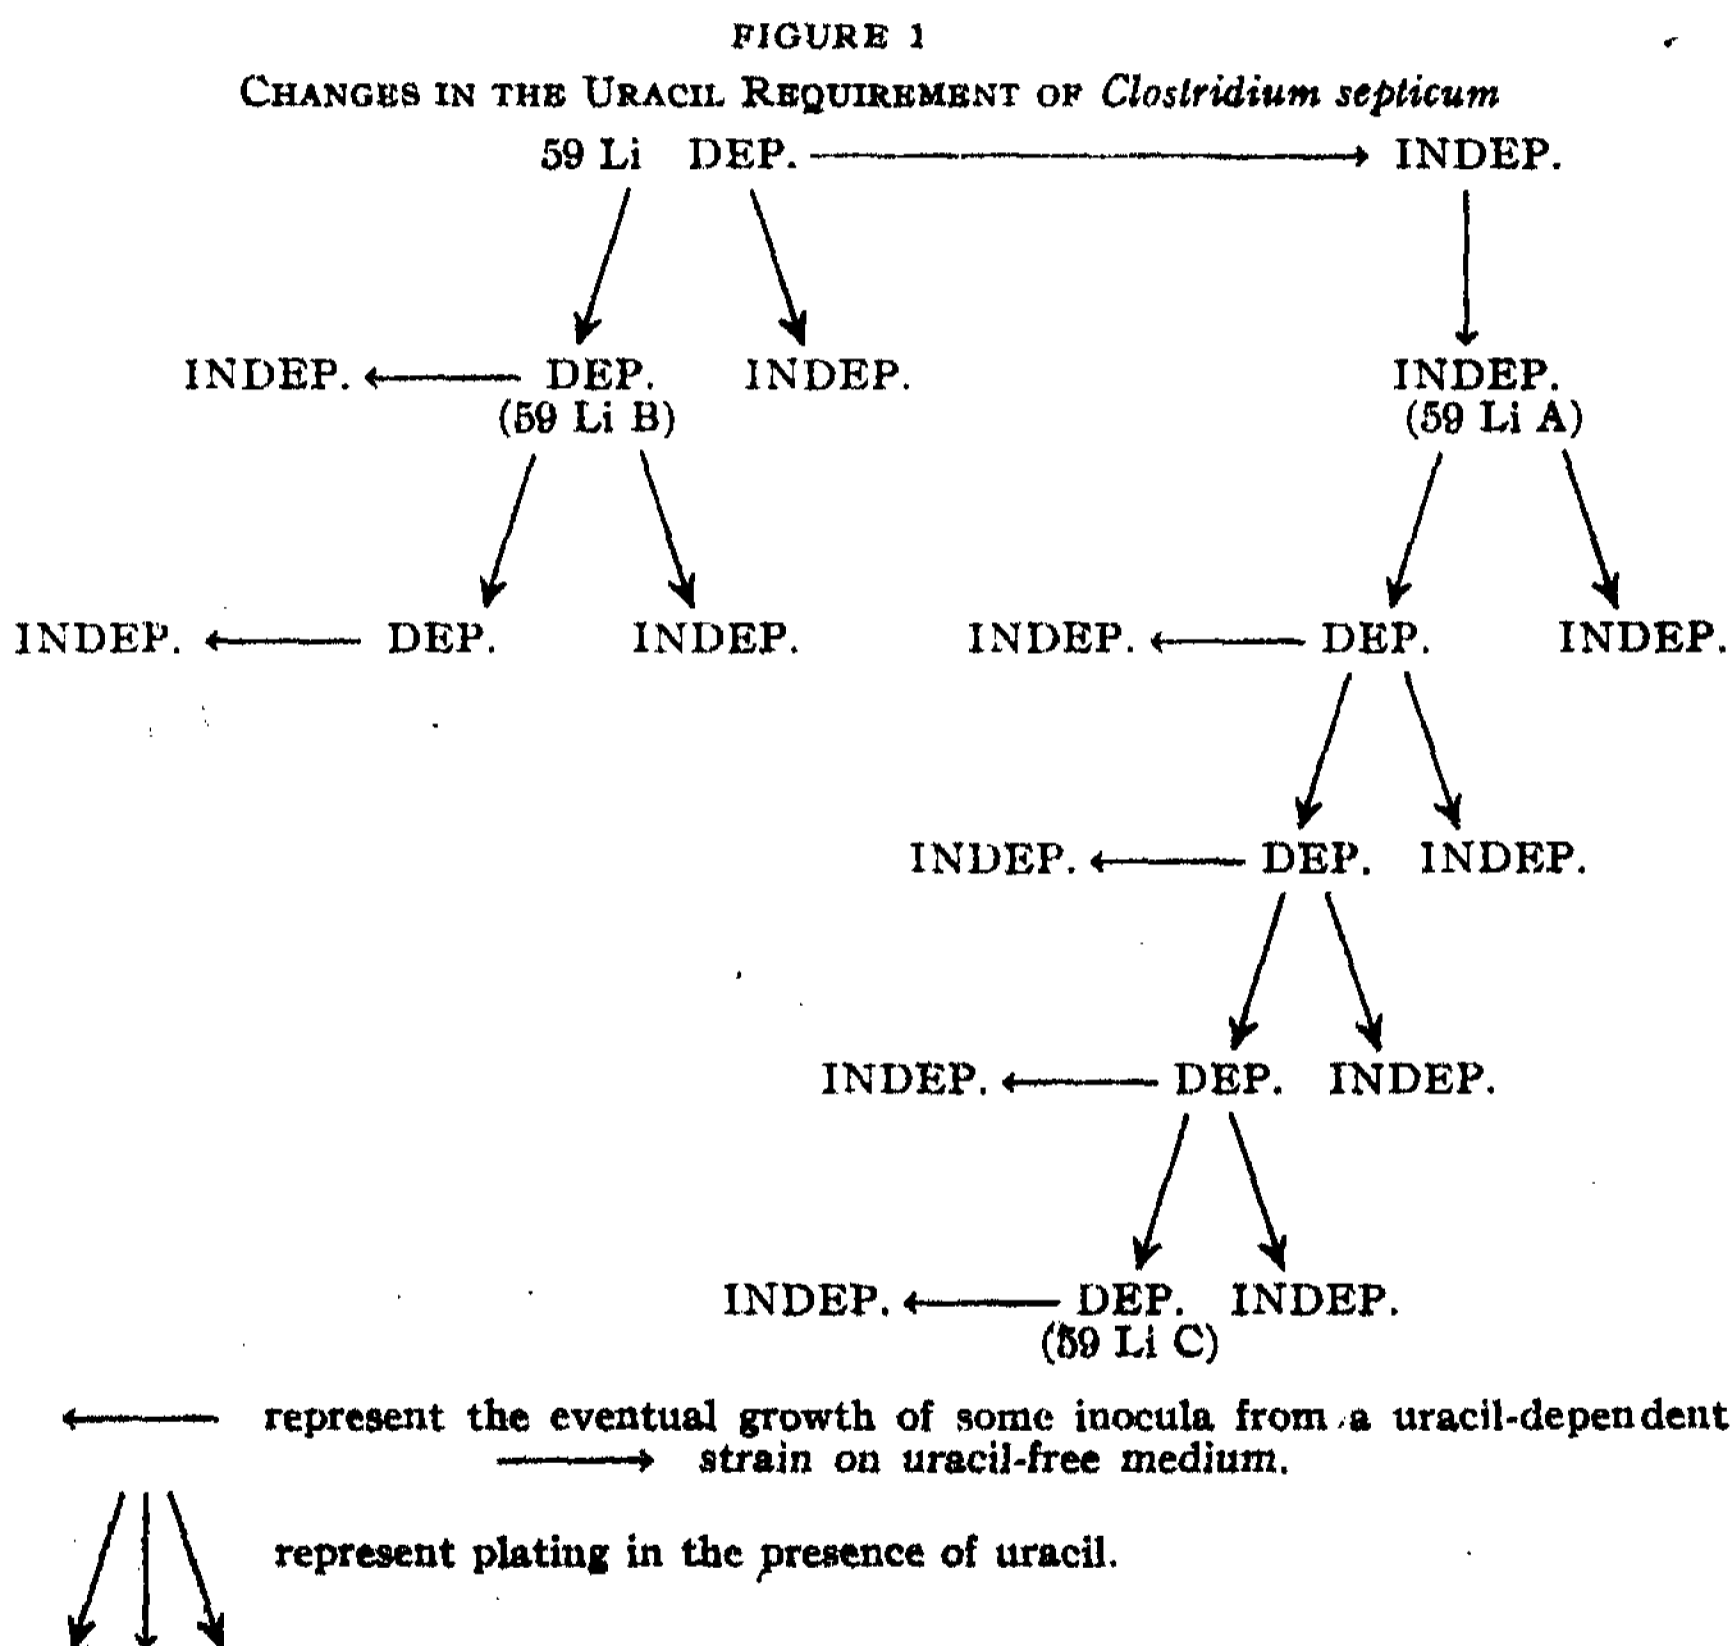 FIGURE 1
CHANGES IN THE URACIL REQUIREMENT OF Clostridium septicum
59 Li DEP. INDEP.
INDEP. DEP. INDEP. INDEP.
(59 Li B) (59 Li A)
INDEP. DEP. INDEP. INDEP. DEP. INDEP.
INDEP. DEP. INDEP.
INDEP. DEP. INDEP.
INDEP. DEP. INDEP.
(59 Li C)
represent the eventual growth of some inocula from a uracil-dependent
strain on uracil-free medium.
represent plating in the presence of uracil.